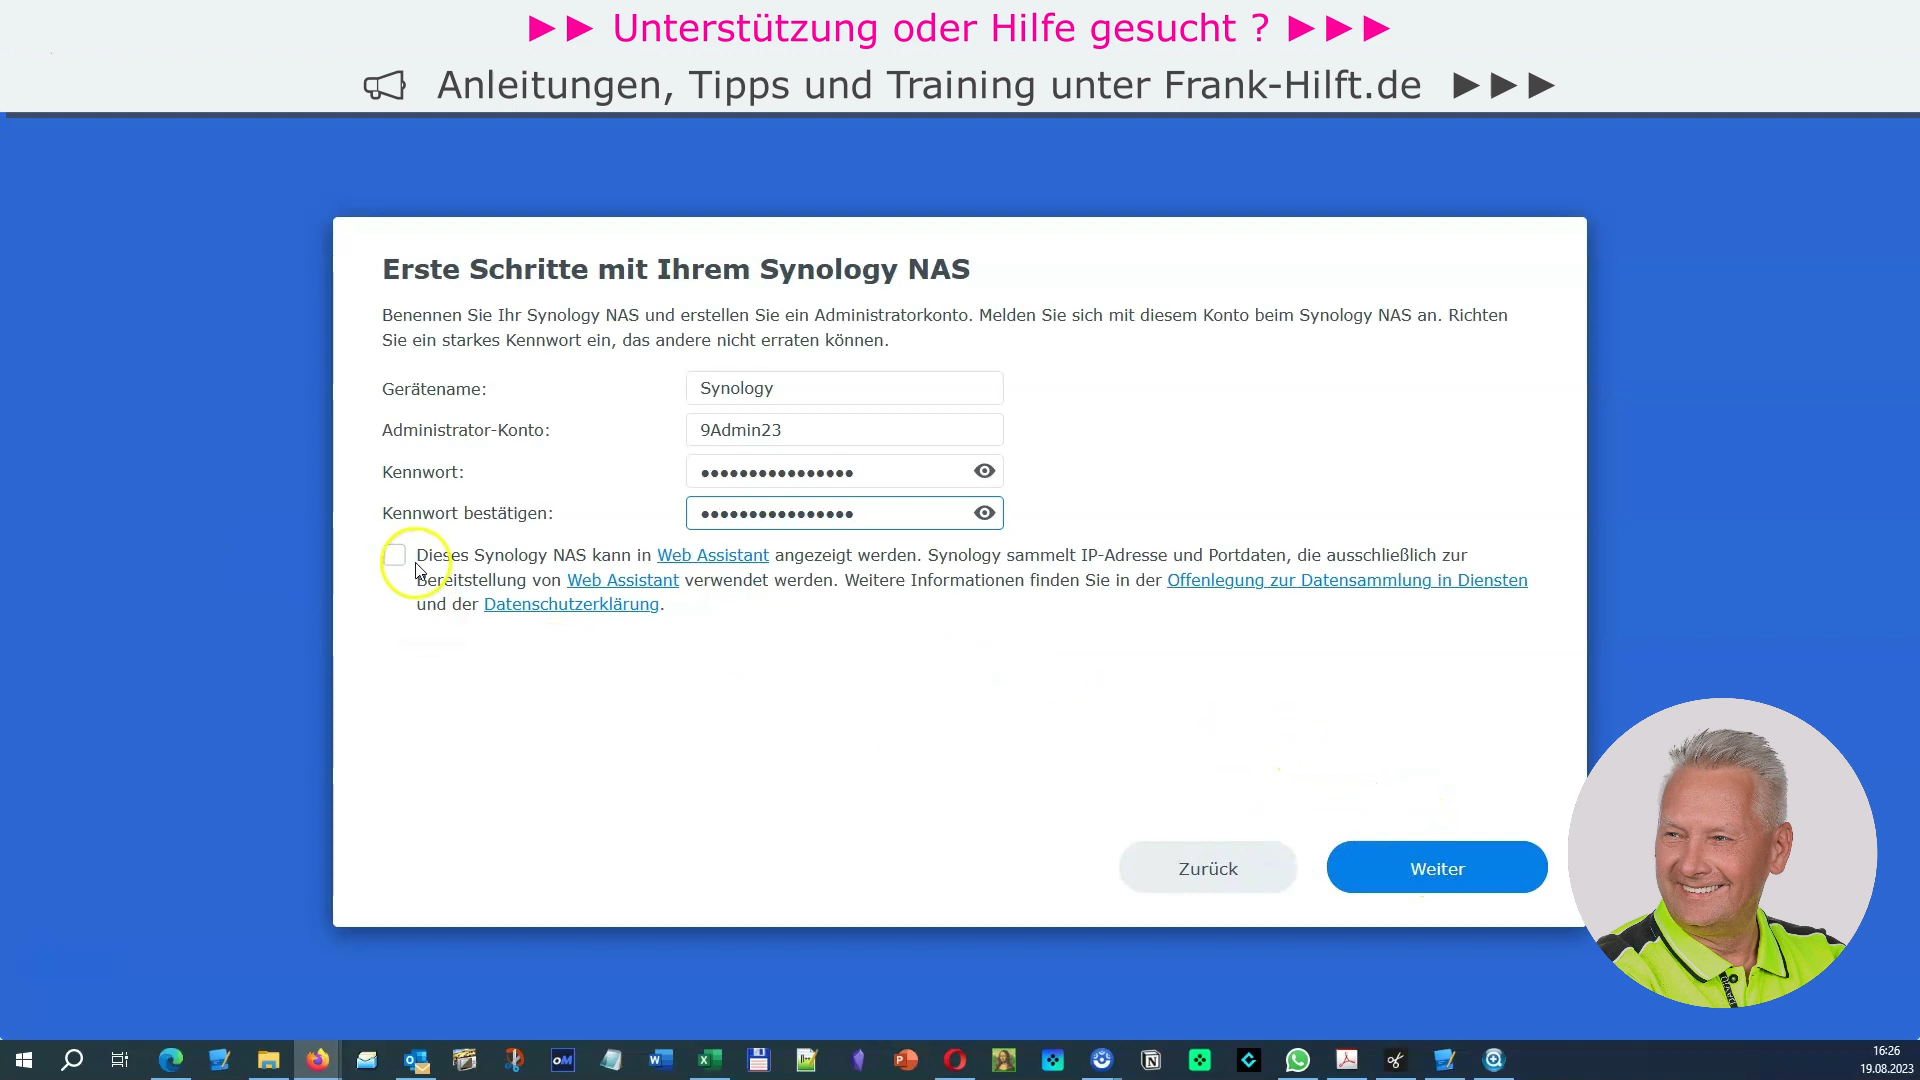 ►► Unterstützung oder Hilfe gesucht ? ►►►
Anleitungen, Tipps und Training unter Frank-Hilft.de ►►►
Erste Schritte mit Ihrem Synology NAS
Benennen Sie Ihr Synology NAS und erstellen Sie ein Administratorkonto. Melden Sie sich mit diesem Konto beim Synology NAS an. Richten
Sie ein starkes Kennwort ein, das andere nicht erraten können.
Gerätename: Synology
Administrator-Konto: 9Admin23
Kennwort: ••••••••••••••••
Kennwort bestätigen: ••••••••••••••••
Dieses Synology NAS kann in Web Assistant angezeigt werden. Synology sammelt IP-Adresse und Portdaten, die ausschließlich zur
Bereitstellung von Web Assistant verwendet werden. Weitere Informationen finden Sie in der Offenlegung zur Datensammlung in Diensten
und der Datenschutzerklärung.
Zurück Weiter
16:26
19.08.2023